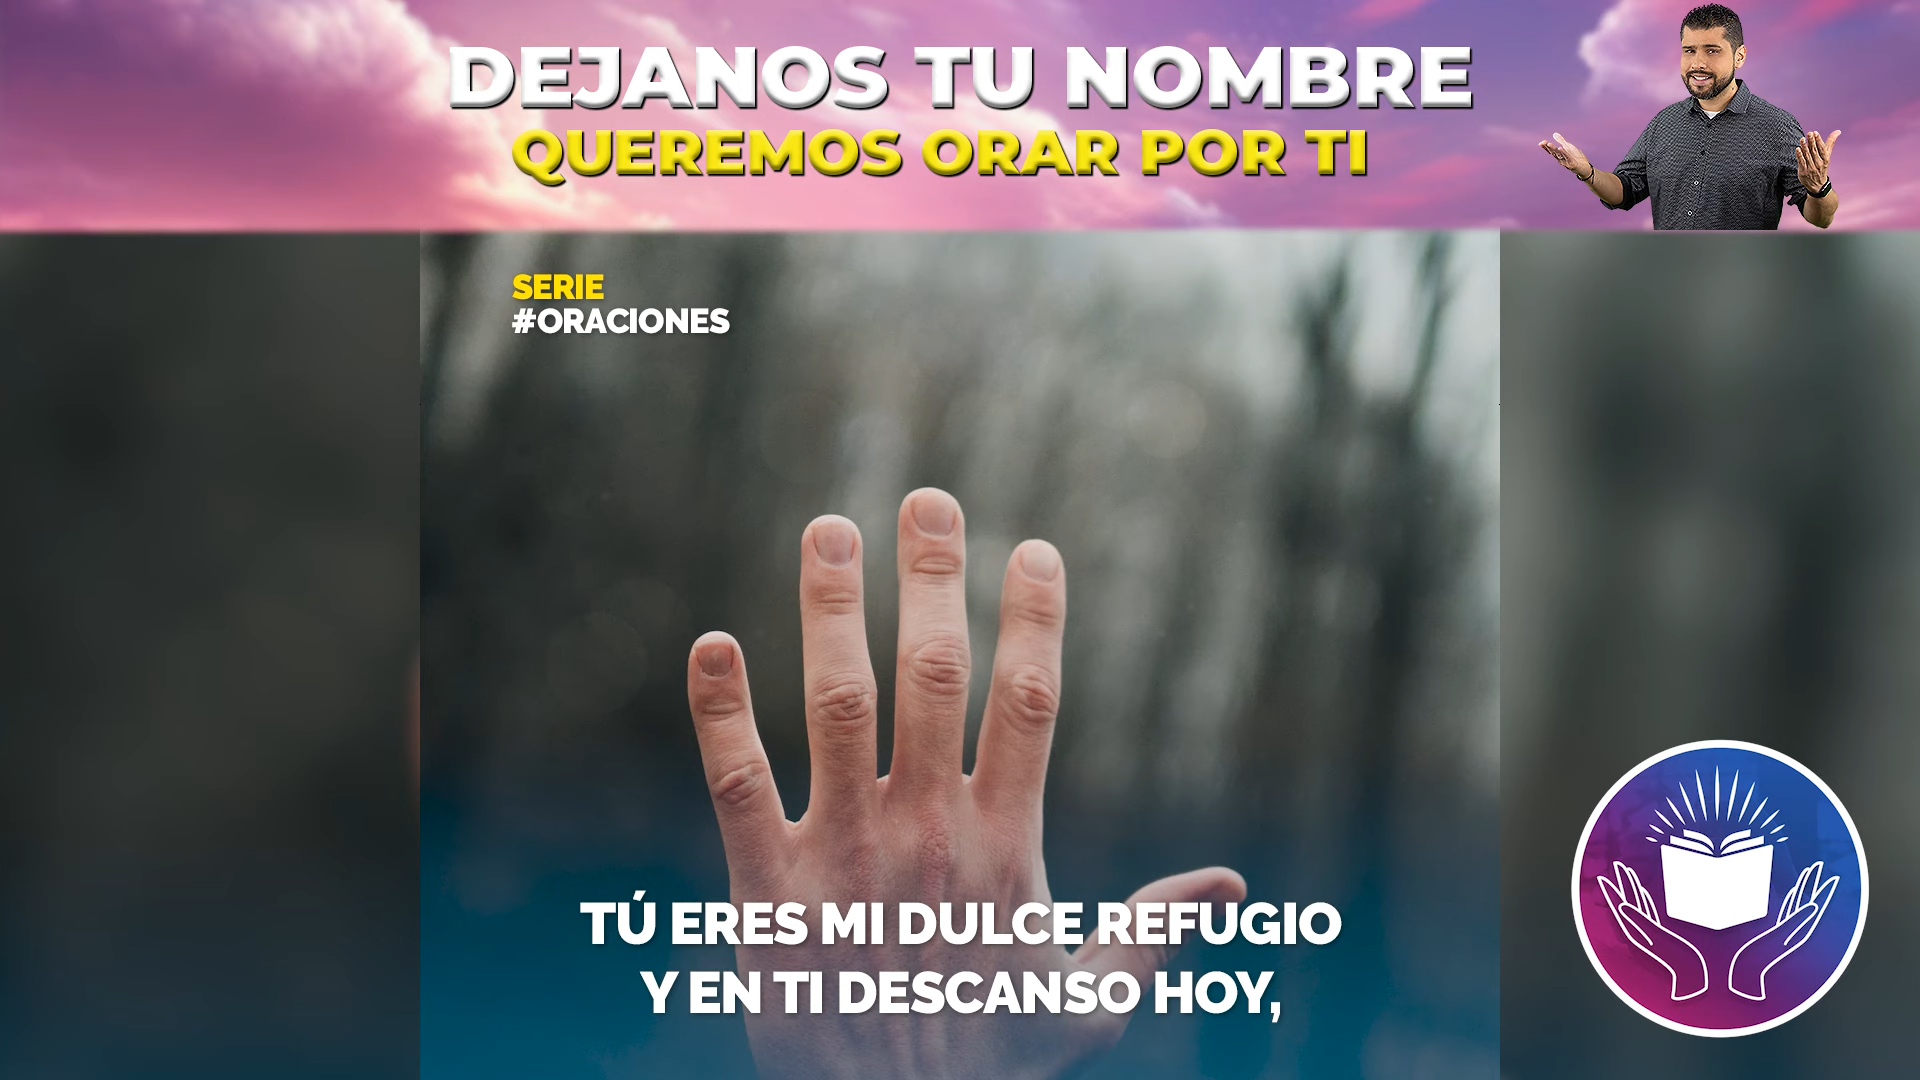 DEJANOS TU NOMBRE
QUEREMOS ORAR POR TI
SERIE
#ORACIONES
TÚ ERES MI DULCE REFUGIO
Y EN TI DESCANSO HOY,